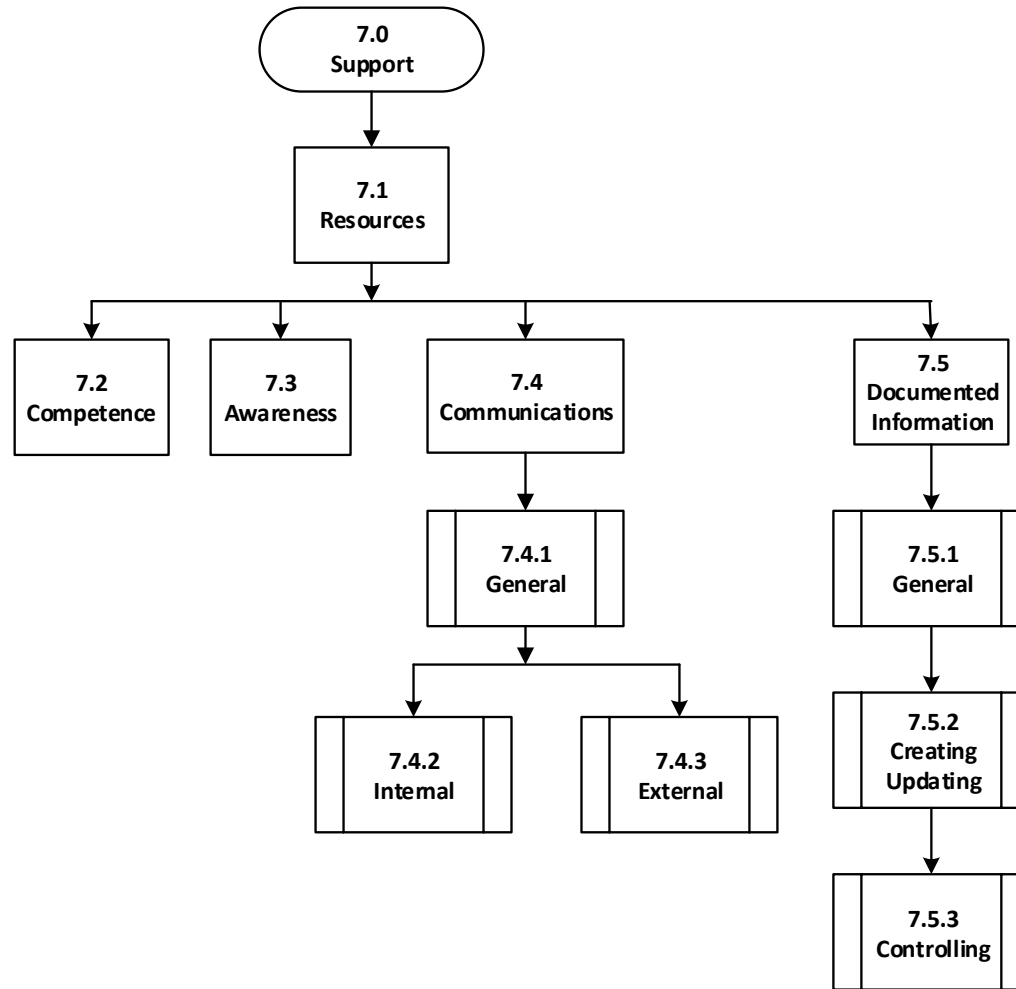 7.0
Support
7.1
Resources
7.2
Competence
7.3
Awareness
7.4
Communications
7.5
Documented
Information
7.4.1
General
7.5.1
General
7.4.2
Internal
7.4.3
External
7.5.2
Creating
Updating
7.5.3
Controlling